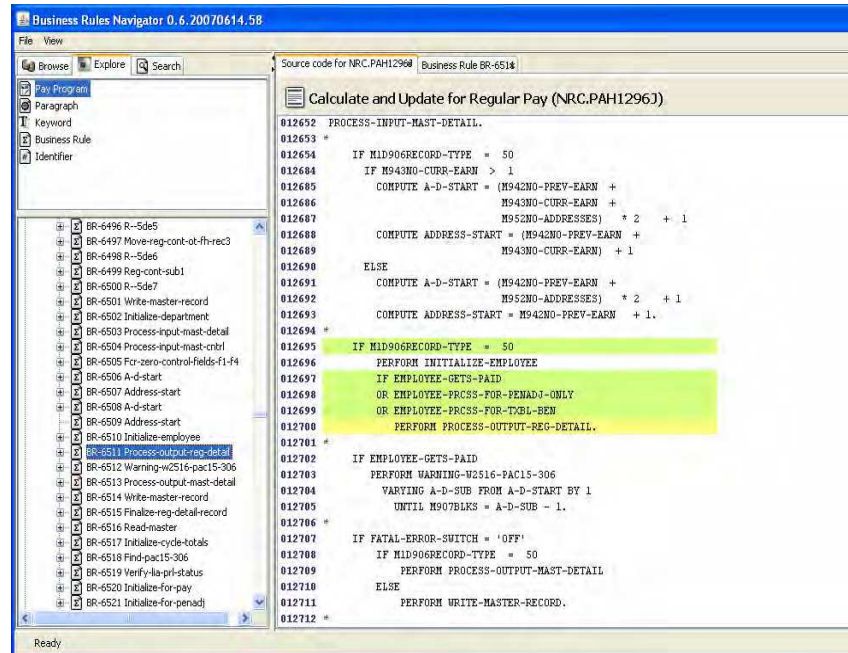 Business Rules Navigator 0.6.20070614.58
File View
Browse Explore Search
Pay Program
Paragraph
Keyword
Business Rule
Identifier
BR-6496 R--5de5
BR-6497 Move-reg-cont-ot-fh-rec3
BR-6498 R--5de6
BR-6499 Reg-cont-sub1
BR-6500 R--5de7
BR-6501 Write-master-record
BR-6502 Initialize-department
BR-6503 Process-input-mast-detail
BR-6504 Process-input-mast-cntrl
BR-6505 Fcr-zero-control-fields-f1-f4
BR-6506 A-d-start
BR-6507 Address-start
BR-6508 A-d-start
BR-6509 Address-start
BR-6510 Initialize-employee
BR-6511 Process-output-reg-detail
BR-6512 Warning-w2516-pac15-306
BR-6513 Process-output-mast-detail
BR-6514 Write-master-record
BR-6515 Finalize-reg-detail-record
BR-6516 Read-master
BR-6517 Initialize-cycle-totals
BR-6518 Find-pac15-306
BR-6519 Verify-lia-prl-status
BR-6520 Initialize-for-pay
BR-6521 Initialize-for-penadj
Source code for NRC.PAH1296J Business Rule BR-651
Calculate and Update for Regular Pay (NRC.PAH1296J)
012652 PROCESS-INPUT-MAST-DETAIL.
012653 *
012654 IF M1D906RECORD-TYPE = 50
012684 IF M943NO-CURR-EARN > 1
012685 COMPUTE A-D-START = (M942NO-PREV-EARN +
012686 M943NO-CURR-EARN +
012687 M952NO-ADDRESSES) * 2 + 1
012688 COMPUTE ADDRESS-START = (M942NO-PREV-EARN +
012689 M943NO-CURR-EARN) + 1
012690 ELSE
012691 COMPUTE A-D-START = (M942NO-PREV-EARN +
012692 M952NO-ADDRESSES) * 2 + 1
012693 COMPUTE ADDRESS-START = M942NO-PREV-EARN + 1.
012694 *
012695 IF M1D906RECORD-TYPE = 50
012696 PERFORM INITIALIZE-EMPLOYEE
012697 IF EMPLOYEE-GETS-PAID
012698 OR EMPLOYEE-PRCSS-FOR-PENADJ-ONLY
012699 OR EMPLOYEE-PRCSS-FOR-TXBL-BEN
012700 PERFORM PROCESS-OUTPUT-REG-DETAIL.
012701 *
012702 IF EMPLOYEE-GETS-PAID
012703 PERFORM WARNING-W2516-PAC15-306
012704 VARYING A-D-SUB FROM A-D-START BY 1
012705 UNTIL M907BLKS = A-D-SUB - 1.
012706 *
012707 IF FATAL-ERROR-SWITCH = 'OFF'
012708 IF M1D906RECORD-TYPE = 50
012709 PERFORM PROCESS-OUTPUT-MAST-DETAIL
012710 ELSE
012711 PERFORM WRITE-MASTER-RECORD.
012712 *
Ready